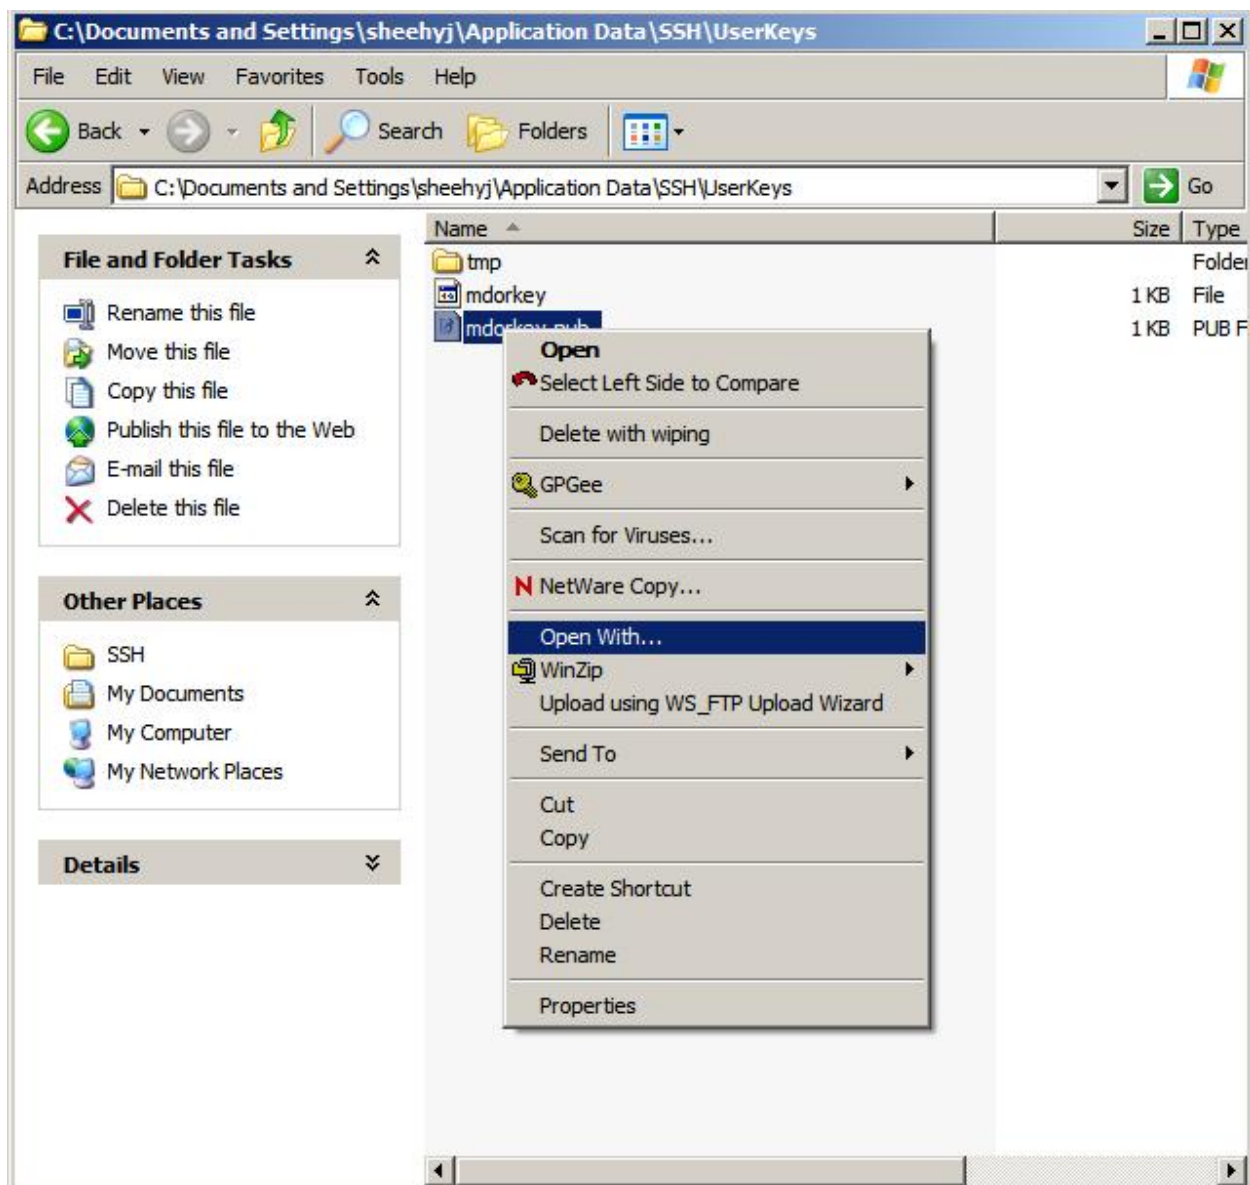 C:\Documents and Settings\sheehyj\Application Data\SSH\UserKeys
File Edit View Favorites Tools Help
Back Search Folders
Address C:\Documents and Settings\sheehyj\Application Data\SSH\UserKeys Go
Name Size Type
File and Folder Tasks
Rename this file
Move this file
Copy this file
Publish this file to the Web
E-mail this file
Delete this file
Other Places
SSH
My Documents
My Computer
My Network Places
Details
tmp Folder
mdorkey 1 KB File
mdorkey.pub 1 KB PUB F
Open
Select Left Side to Compare
Delete with wiping
GPGee
Scan for Viruses...
N NetWare Copy...
Open With...
WinZip
Upload using WS_FTP Upload Wizard
Send To
Cut
Copy
Create Shortcut
Delete
Rename
Properties